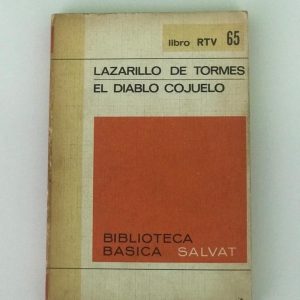 libro RTV 65
LAZARILLO DE TORMES
EL DIABLO COJUELO
BIBLIOTECA
BASICA SALVAT